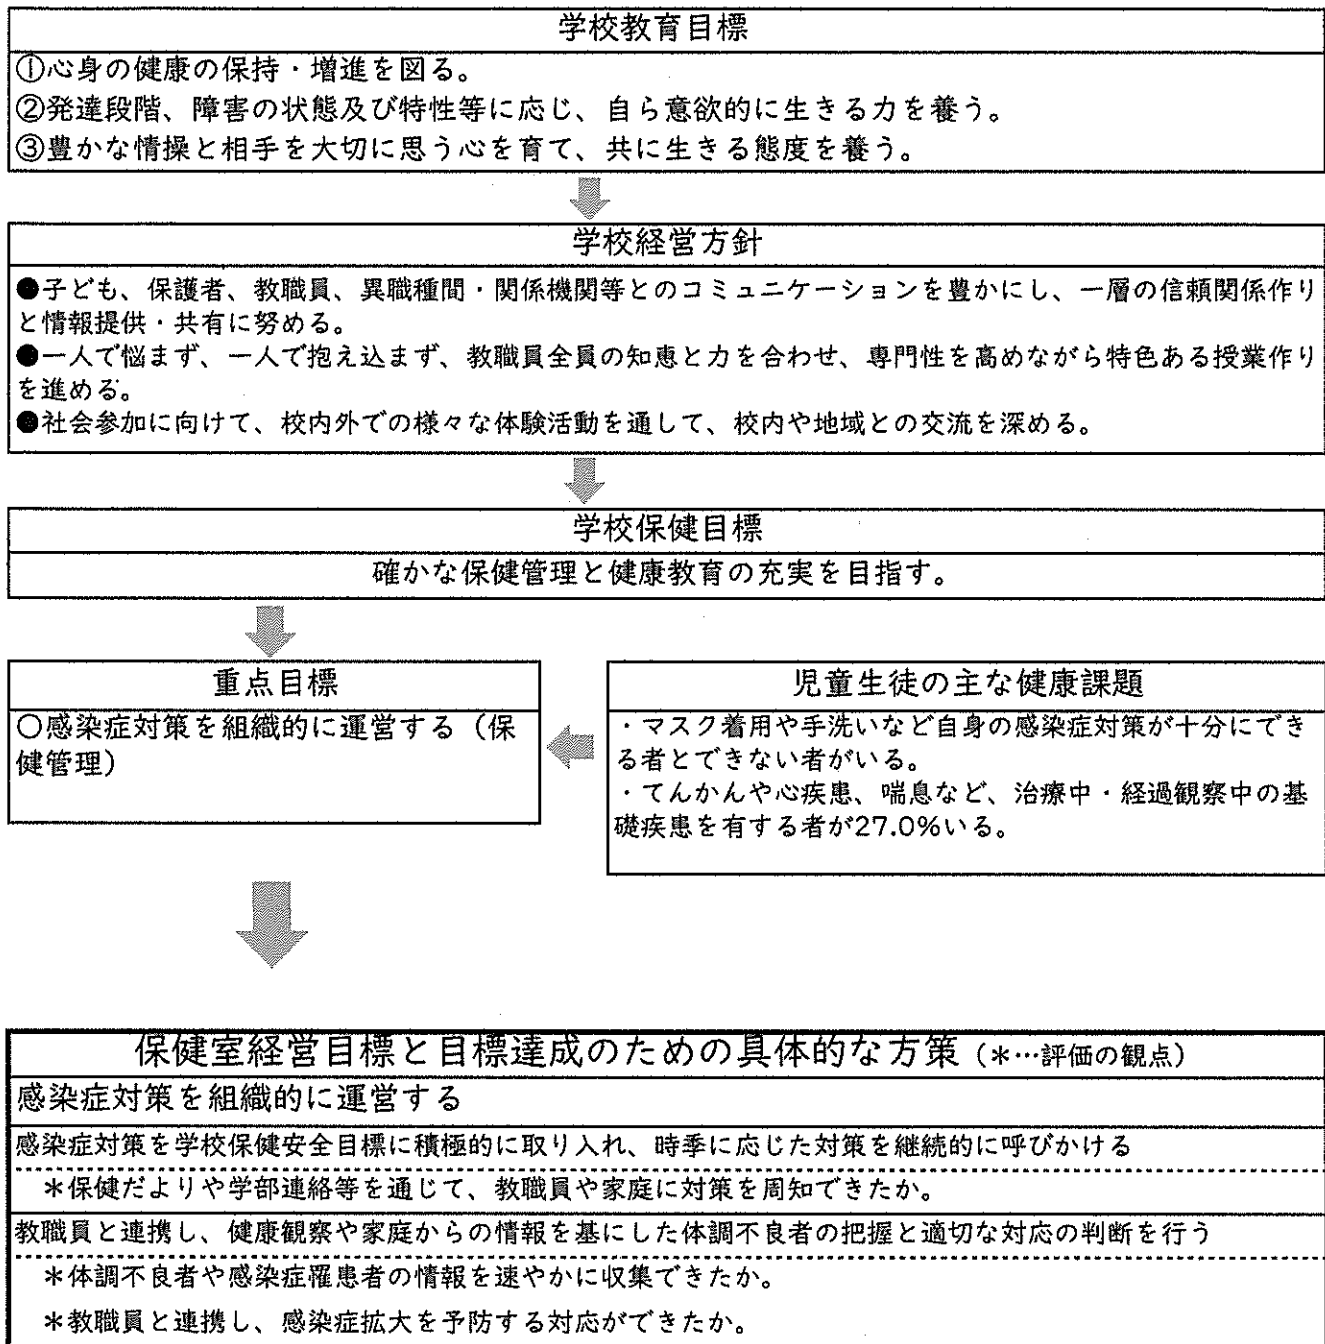 学校教育目標
①心身の健康の保持・増進を図る。
②発達段階、障害の状態及び特性等に応じ、自ら意欲的に生きる力を養う。
③豊かな情操と相手を大切に思う心を育て、共に生きる態度を養う。
学校経営方針
●子ども、保護者、教職員、異職種間・関係機関等とのコミュニケーションを豊かにし、一層の信頼関係作り
と情報提供・共有に努める。
●一人で悩まず、一人で抱え込まず、教職員全員の知恵と力を合わせ、専門性を高めながら特色ある授業作り
を進める。
●社会参加に向けて、校内外での様々な体験活動を通して、校内や地域との交流を深める。
学校保健目標
確かな保健管理と健康教育の充実を目指す。
重点目標
〇感染症対策を組織的に運営する（保
健管理）
児童生徒の主な健康課題
・マスク着用や手洗いなど自身の感染症対策が十分にでき
る者とできない者がいる。
・てんかんや心疾患、喘息など、治療中・経過観察中の基
礎疾患を有する者が27.0%いる。
保健室経営目標と目標達成のための具体的な方策（＊…評価の観点）
感染症対策を組織的に運営する
感染症対策を学校保健安全目標に積極的に取り入れ、時季に応じた対策を継続的に呼びかける
＊保健だよりや学部連絡等を通じて、教職員や家庭に対策を周知できたか。
教職員と連携し、健康観察や家庭からの情報を基にした体調不良者の把握と適切な対応の判断を行う
＊体調不良者や感染症罹患者の情報を速やかに収集できたか。
＊教職員と連携し、感染症拡大を予防する対応ができたか。